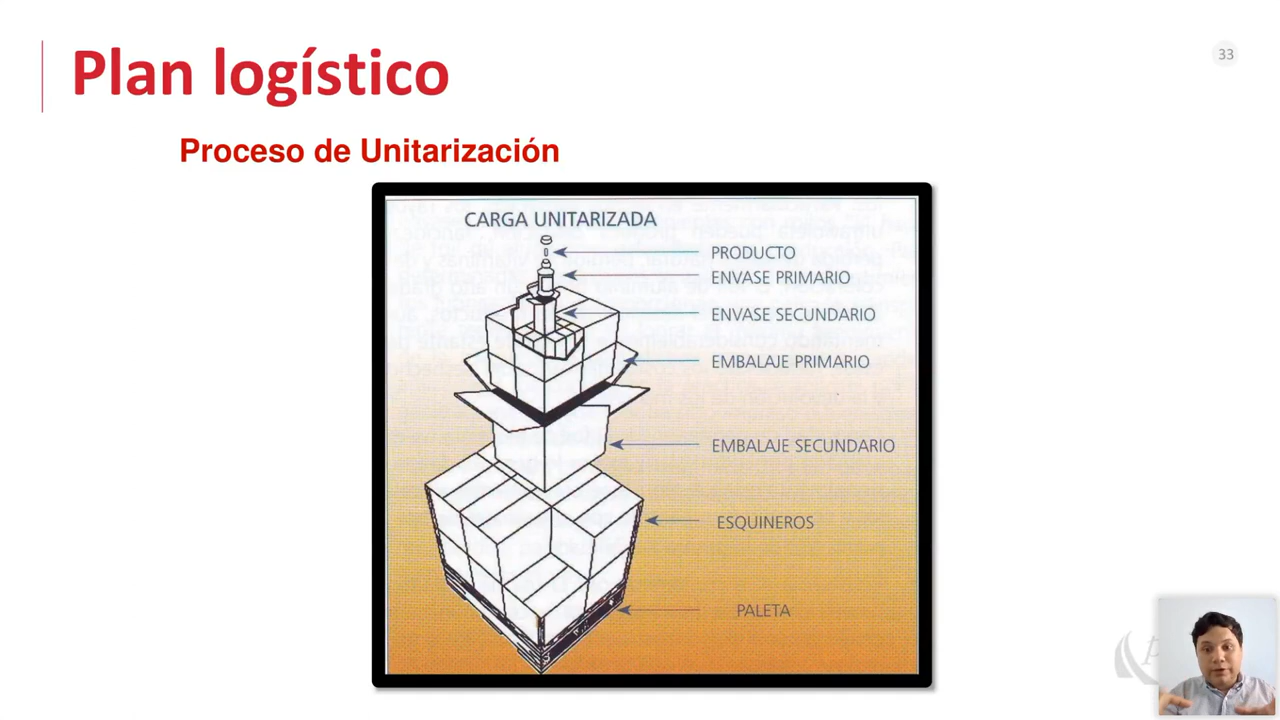 Plan logístico
33
Proceso de Unitarización
CARGA UNITARIZADA
PRODUCTO
ENVASE PRIMARIO
ENVASE SECUNDARIO
EMBALAJE PRIMARIO
EMBALAJE SECUNDARIO
ESQUINEROS
PALETA